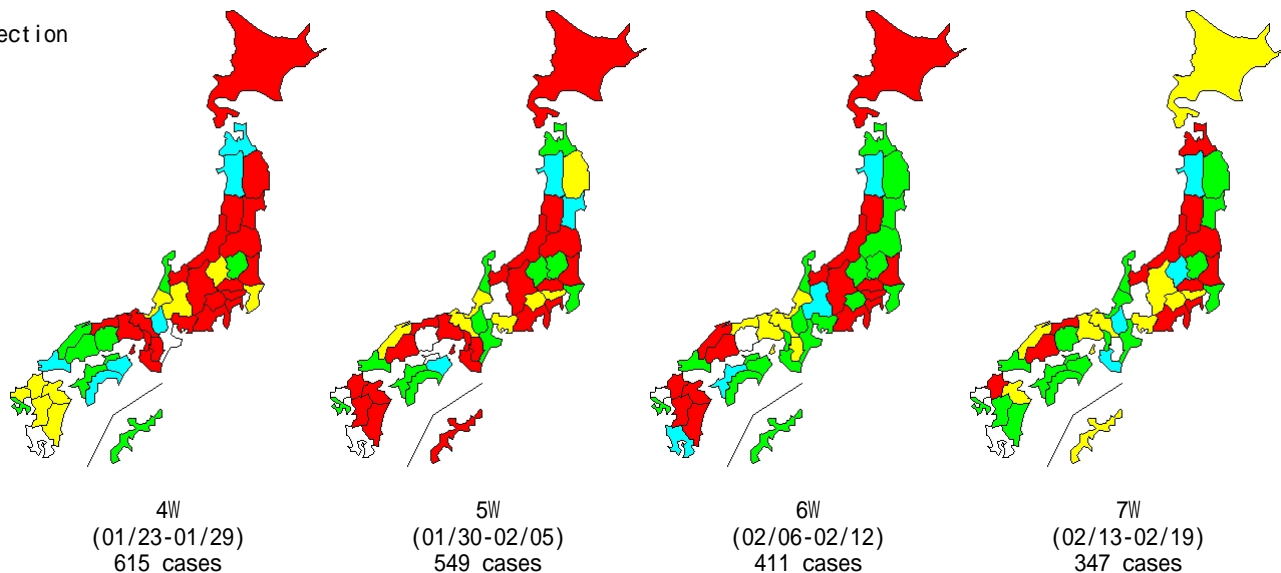 ection
4W
(01/23-01/29)
615 cases
5W
(01/30-02/05)
549 cases
6W
(02/06-02/12)
411 cases
7W
(02/13-02/19)
347 cases